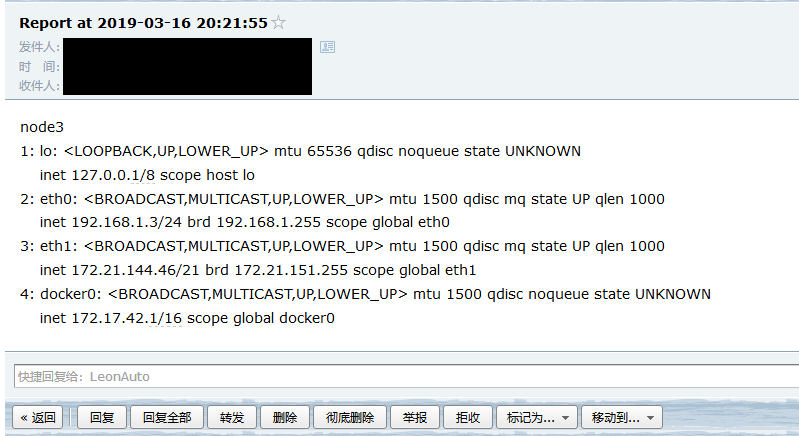 Report at 2019-03-16 20:21:55
发件人:
时 间:
收件人:
node3
1: lo: <LOOPBACK,UP,LOWER_UP> mtu 65536 qdisc noqueue state UNKNOWN
inet 127.0.0.1/8 scope host lo
2: eth0: <BROADCAST,MULTICAST,UP,LOWER_UP> mtu 1500 qdisc mq state UP qlen 1000
inet 192.168.1.3/24 brd 192.168.1.255 scope global eth0
3: eth1: <BROADCAST,MULTICAST,UP,LOWER_UP> mtu 1500 qdisc mq state UP qlen 1000
inet 172.21.144.46/21 brd 172.21.151.255 scope global eth1
4: docker0: <BROADCAST,MULTICAST,UP,LOWER_UP> mtu 1500 qdisc noqueue state UNKNOWN
inet 172.17.42.1/16 scope global docker0
快捷回复给: LeonAuto
« 返回 回复 回复全部 转发 删除 彻底删除 举报 拒收 标记为... 移动到...